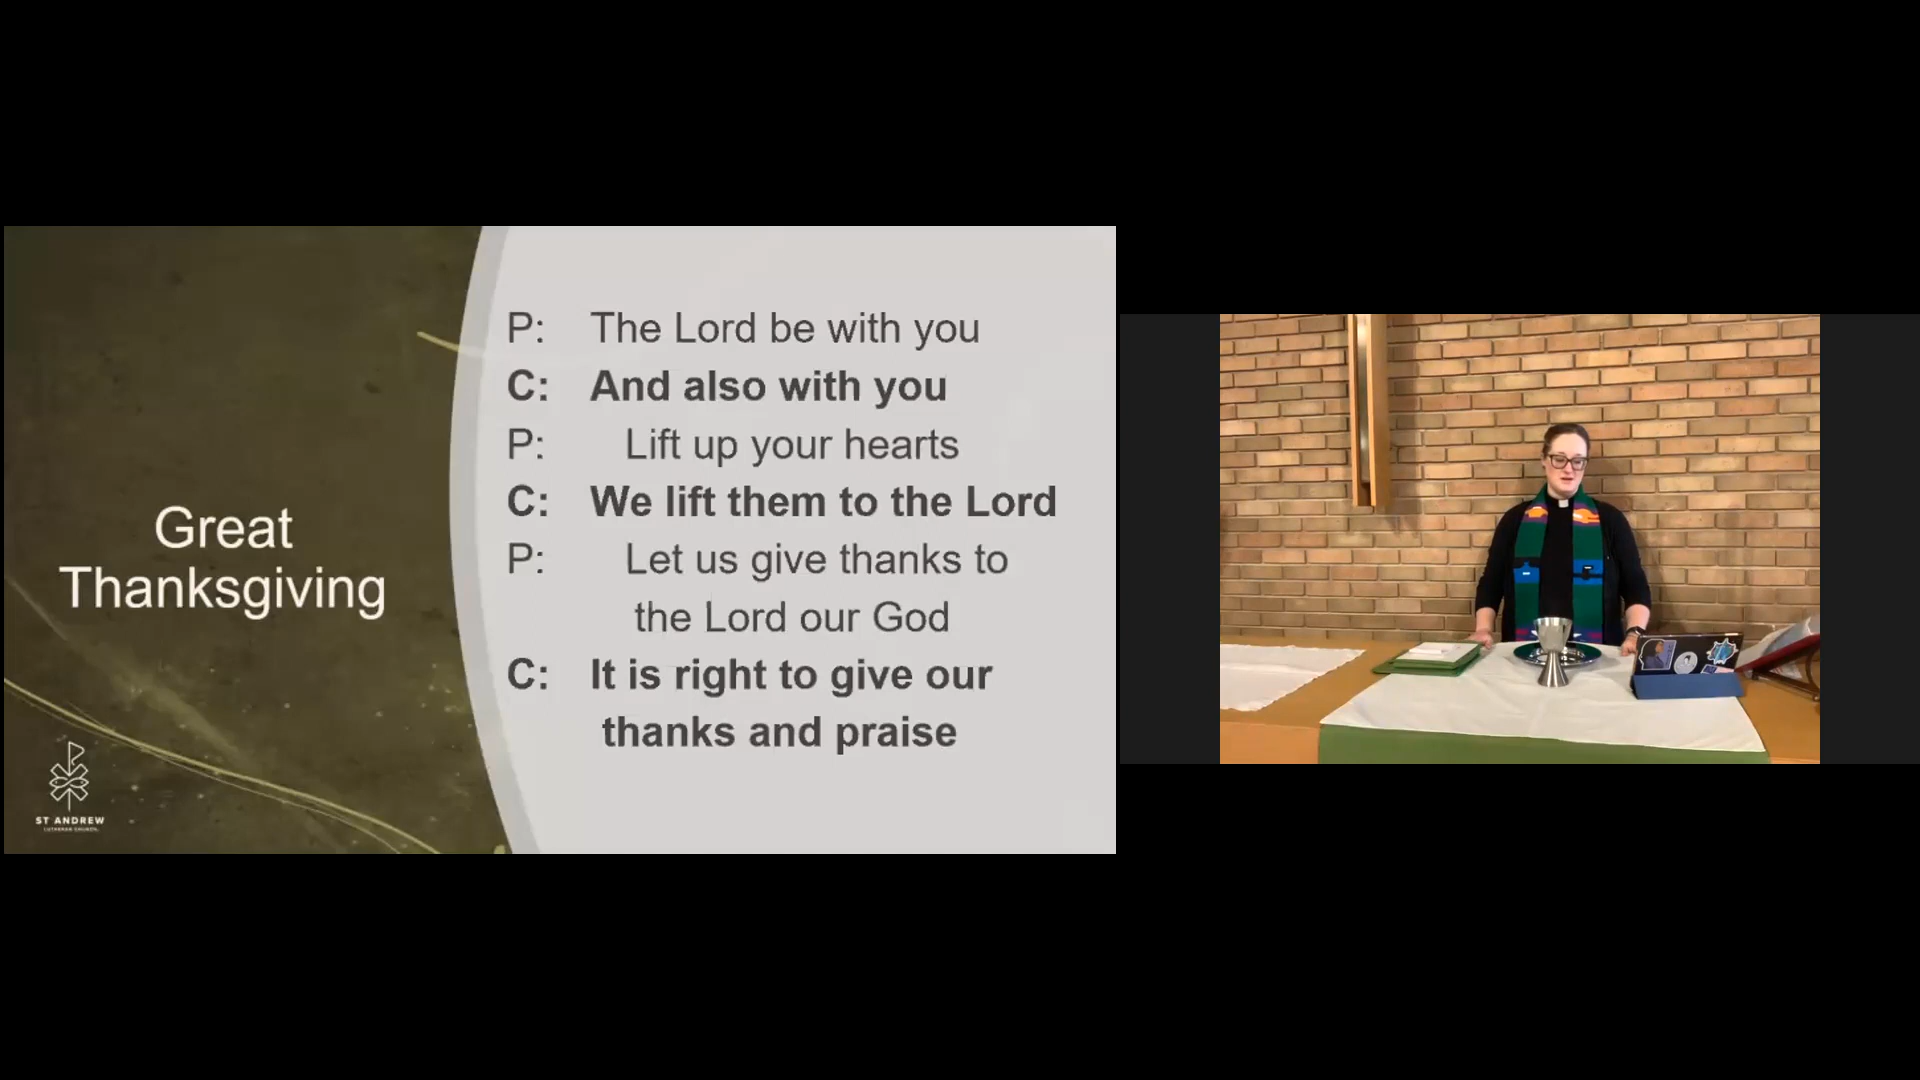 Great
Thanksgiving
P: The Lord be with you
C: And also with you
P: Lift up your hearts
C: We lift them to the Lord
P: Let us give thanks to
the Lord our God
C: It is right to give our
thanks and praise
ST ANDREW
LUTHERAN CHURCH